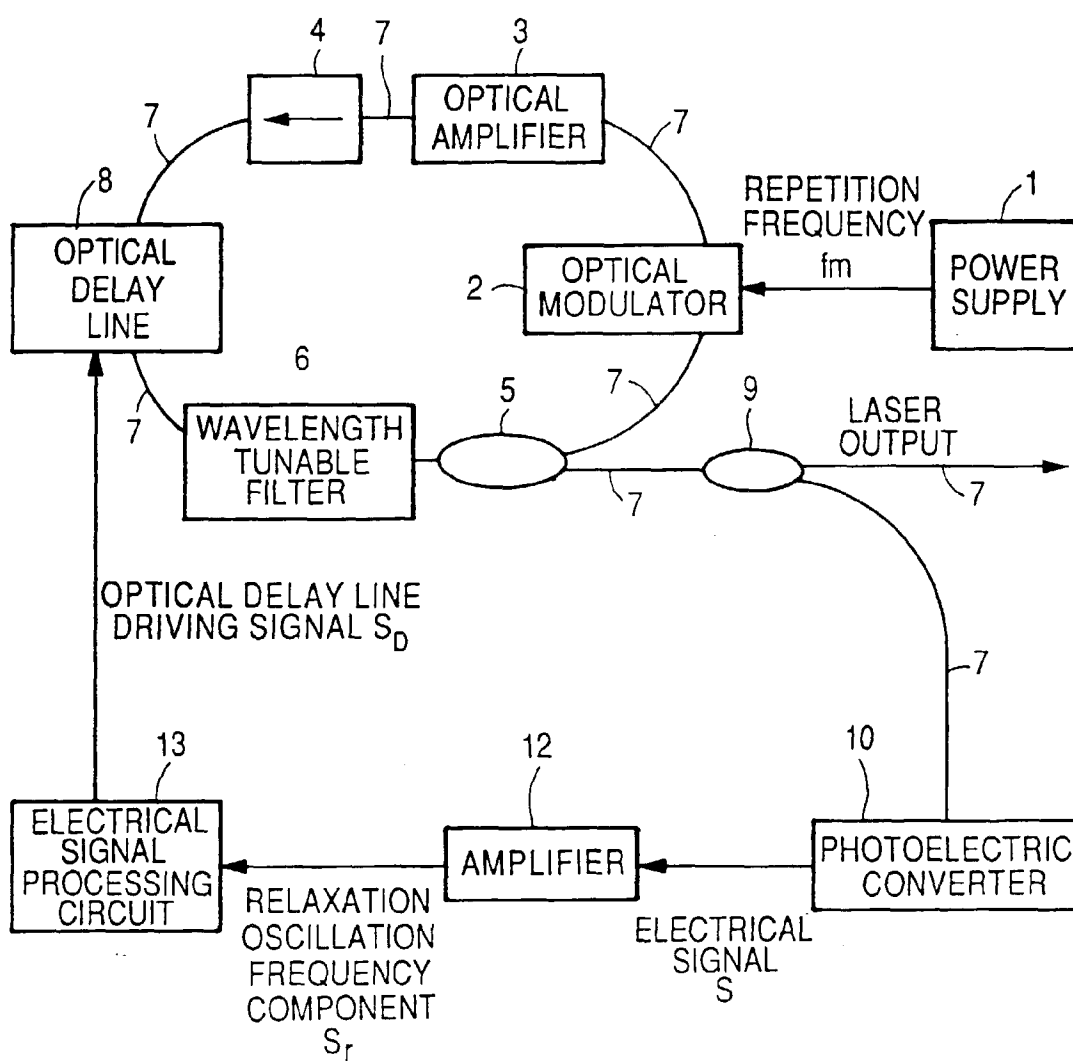 4
7
3
OPTICAL
AMPLIFIER
7
7
8
OPTICAL
DELAY
LINE
REPETITION
FREQUENCY
fm
1
POWER
SUPPLY
2
OPTICAL
MODULATOR
7
6
WAVELENGTH
TUNABLE
FILTER
5
7
7
9
LASER
OUTPUT
7
OPTICAL DELAY LINE
DRIVING SIGNAL SD
7
13
ELECTRICAL
SIGNAL
PROCESSING
CIRCUIT
12
AMPLIFIER
10
PHOTOELECTRIC
CONVERTER
RELAXATION
OSCILLATION
FREQUENCY
COMPONENT
Sr
ELECTRICAL
SIGNAL
S